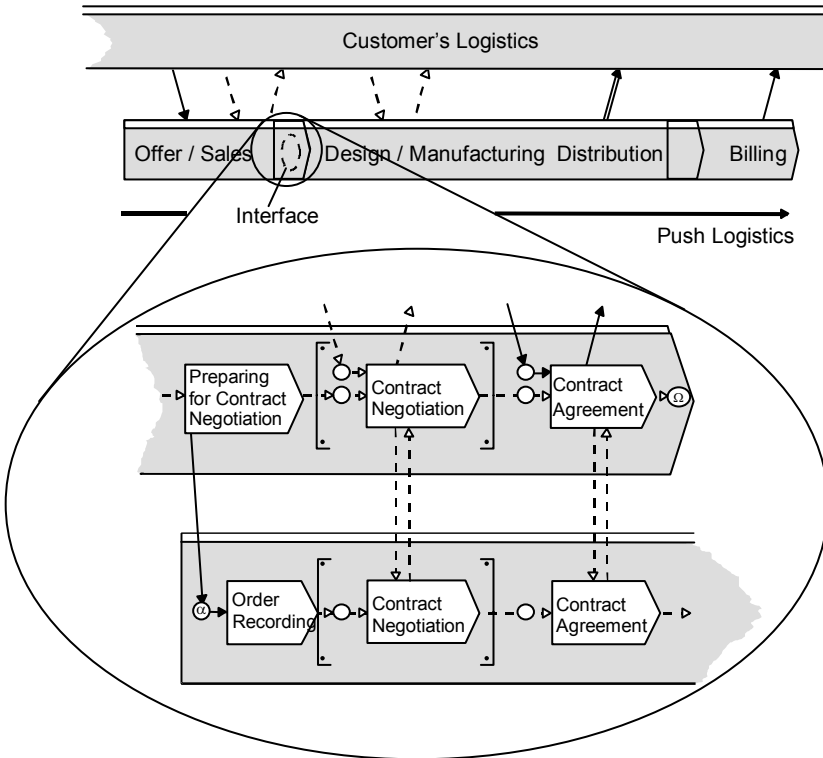 Customer's Logistics
Offer / Sales
Design / Manufacturing
Distribution
Billing
Interface
Push Logistics
Preparing
for Contract
Negotiation
Contract
Negotiation
Contract
Agreement
Ω
α
Order
Recording
Contract
Negotiation
Contract
Agreement